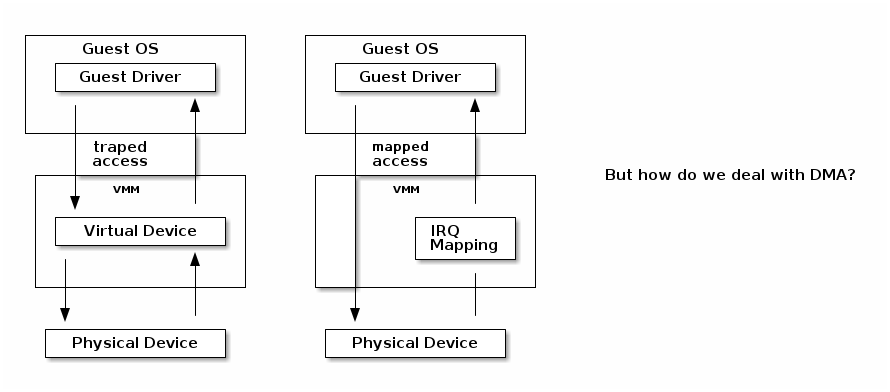 Guest OS
Guest Driver
traped
access
VMM
Virtual Device
Physical Device
Guest OS
Guest Driver
mapped
access
VMM
IRQ
Mapping
Physical Device
But how do we deal with DMA?